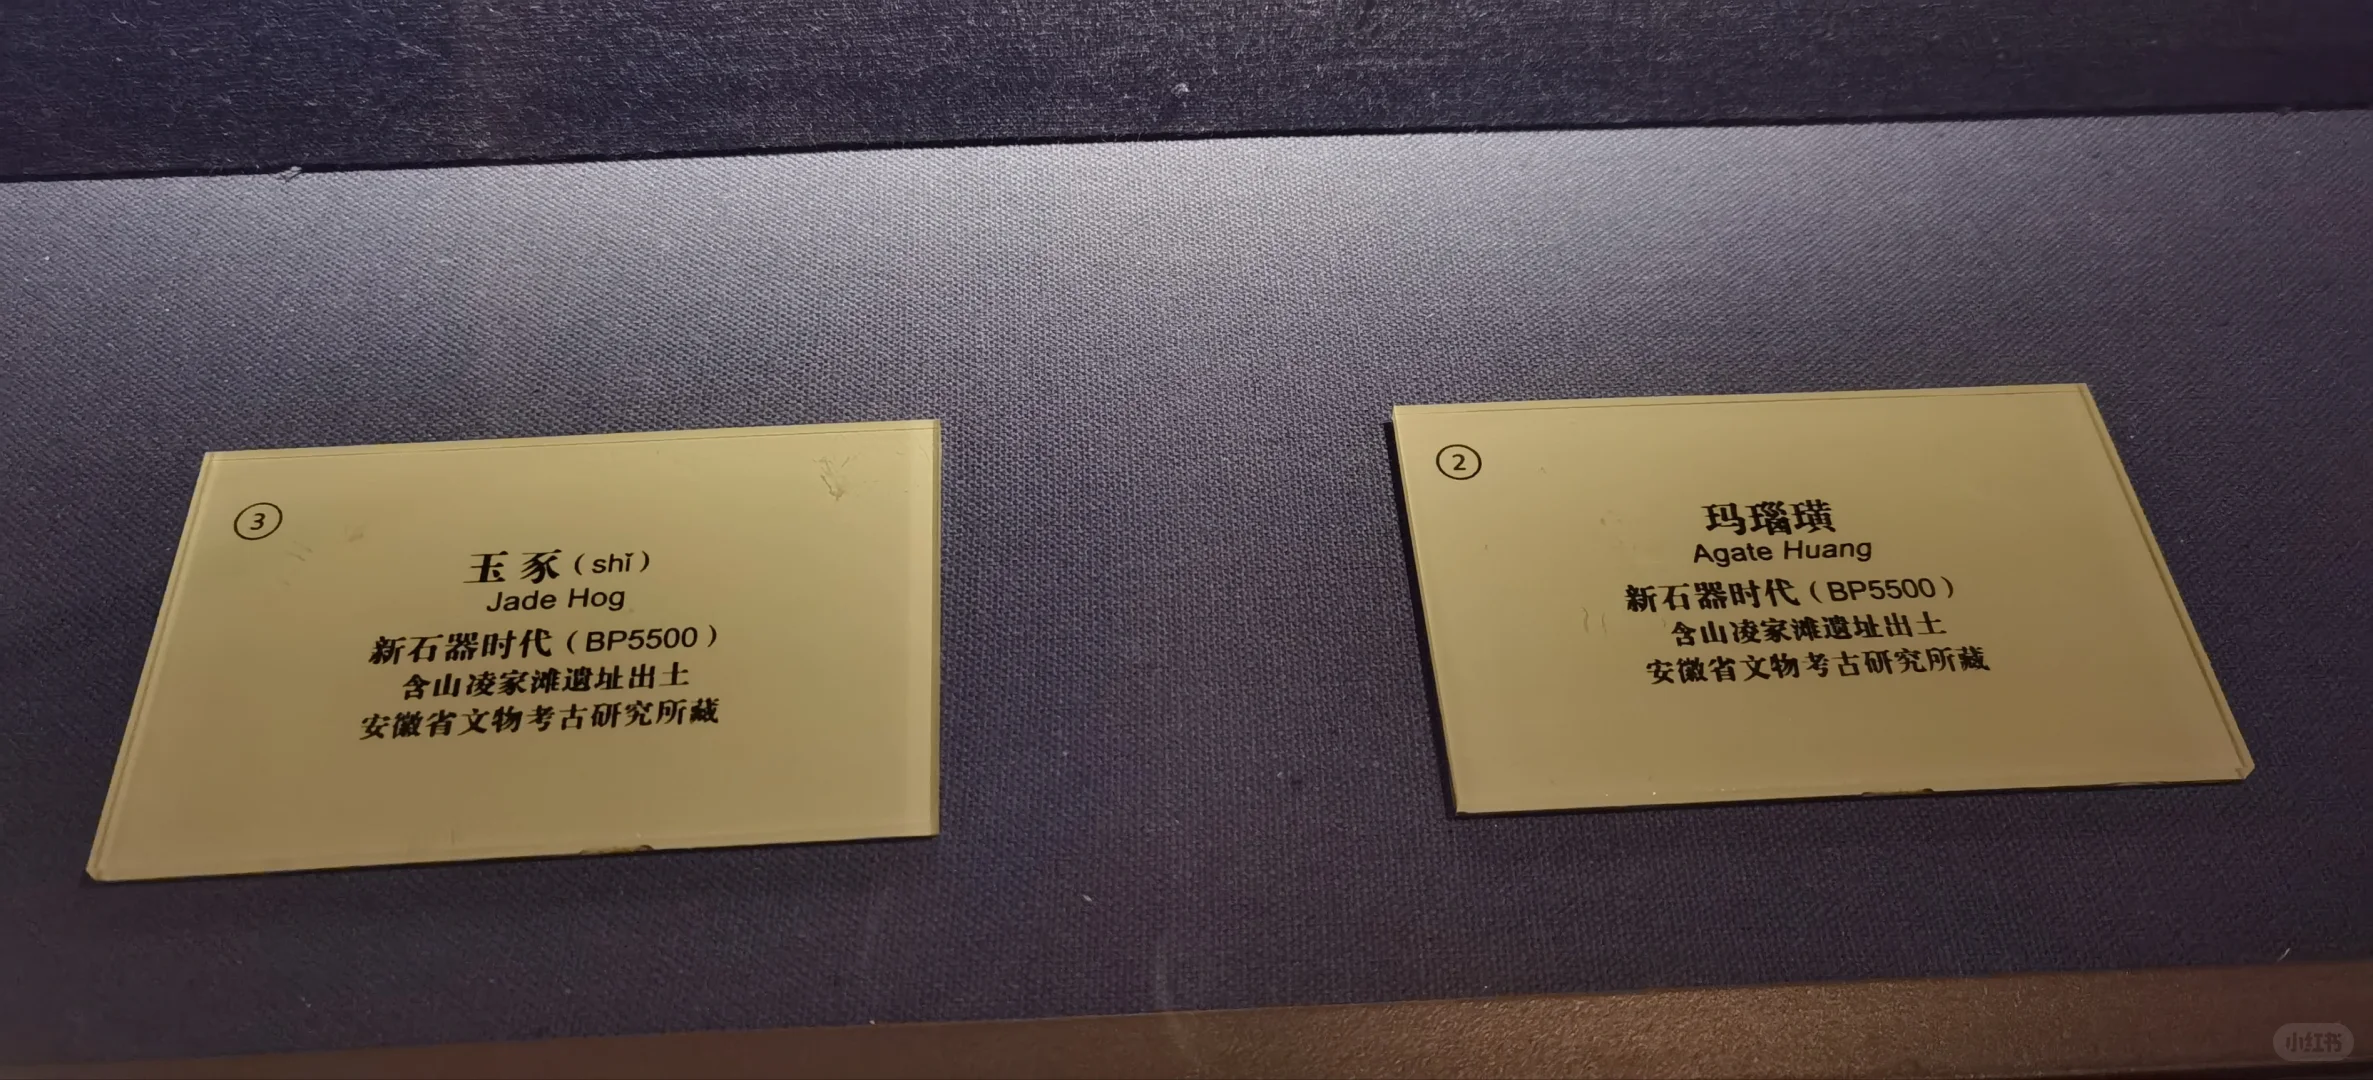 ③
玉豕（shǐ）
Jade Hog
新石器时代（BP5500）
含山凌家滩遗址出土
安徽省文物考古研究所藏
②
玛瑙璜
Agate Huang
新石器时代（BP5500）
含山凌家滩遗址出土
安徽省文物考古研究所藏
小红书